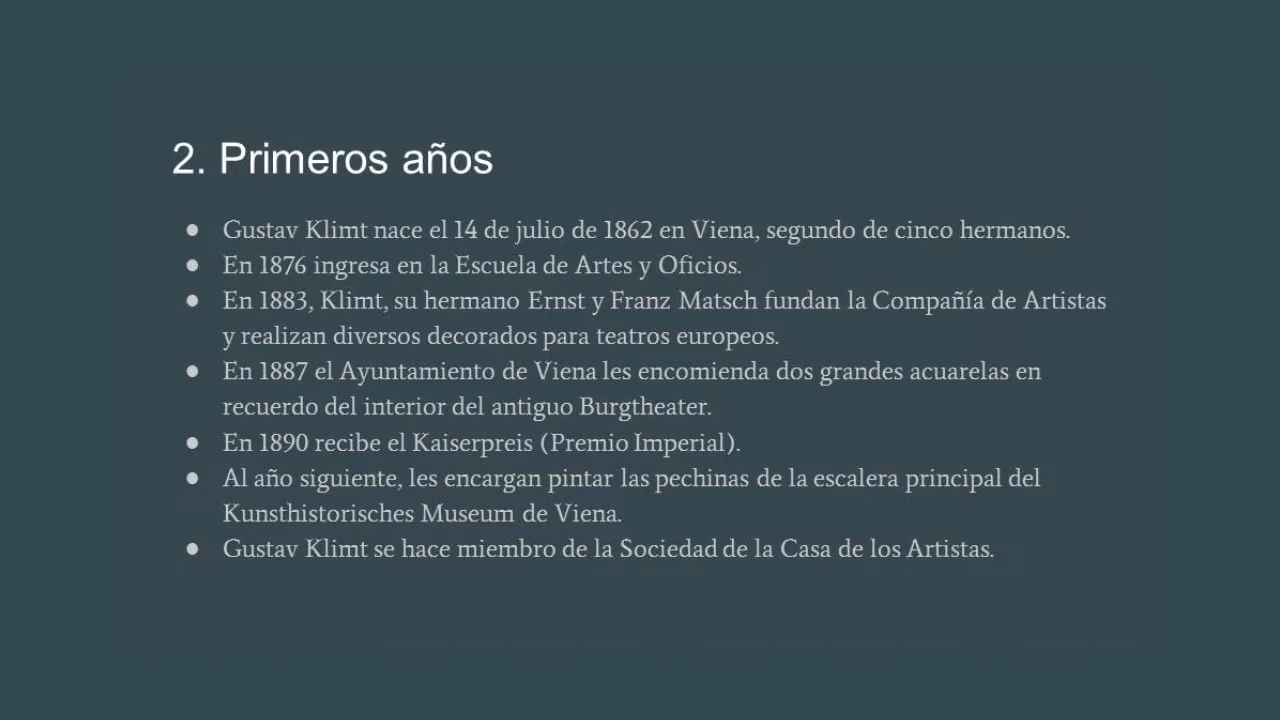 2. Primeros años
● Gustav Klimt nace el 14 de julio de 1862 en Viena, segundo de cinco hermanos.
● En 1876 ingresa en la Escuela de Artes y Oficios.
● En 1883, Klimt, su hermano Ernst y Franz Matsch fundan la Compañía de Artistas
y realizan diversos decorados para teatros europeos.
● En 1887 el Ayuntamiento de Viena les encomienda dos grandes acuarelas en
recuerdo del interior del antiguo Burgtheater.
● En 1890 recibe el Kaiserpreis (Premio Imperial).
● Al año siguiente, les encargan pintar las pechinas de la escalera principal del
Kunsthistorisches Museum de Viena.
● Gustav Klimt se hace miembro de la Sociedad de la Casa de los Artistas.